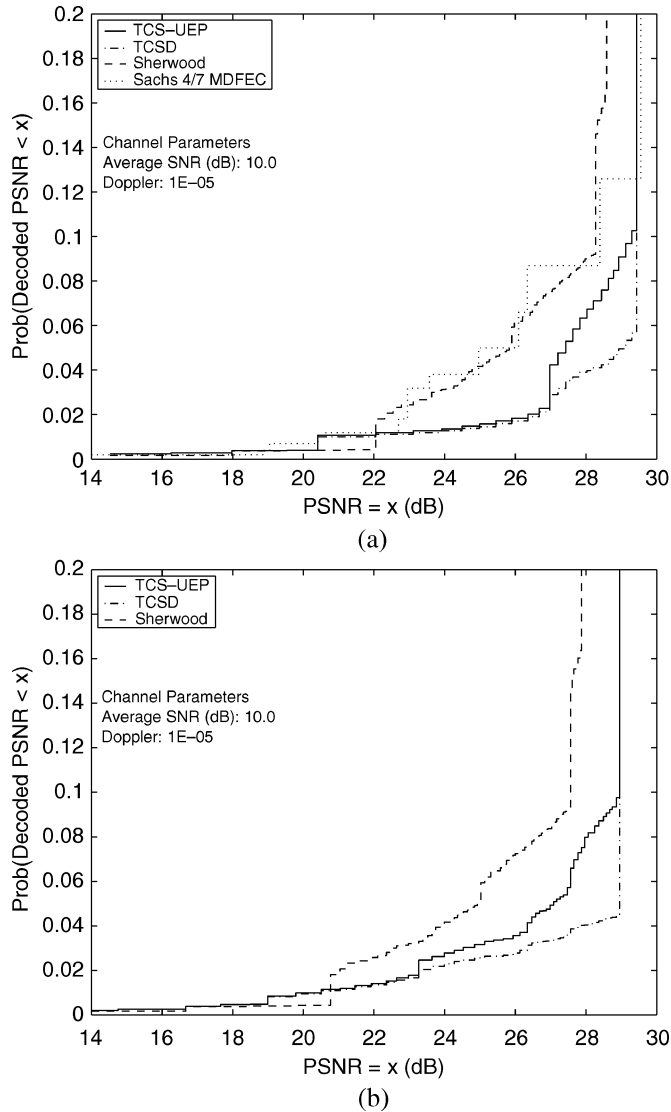 0.2
0.18
0.16
0.14
0.12
0.1
0.08
0.06
0.04
0.02
0
Prob(Decoded PSNR < x)
TCS–UEP
TCSD
Sherwood
Sachs 4/7 MDFEC
Channel Parameters
Average SNR (dB): 10.0
Doppler: 1E–05
14 16 18 20 22 24 26 28 30
PSNR = x (dB)
(a)
0.2
0.18
0.16
0.14
0.12
0.1
0.08
0.06
0.04
0.02
0
Prob(Decoded PSNR < x)
TCS–UEP
TCSD
Sherwood
Channel Parameters
Average SNR (dB): 10.0
Doppler: 1E–05
14 16 18 20 22 24 26 28 30
PSNR = x (dB)
(b)